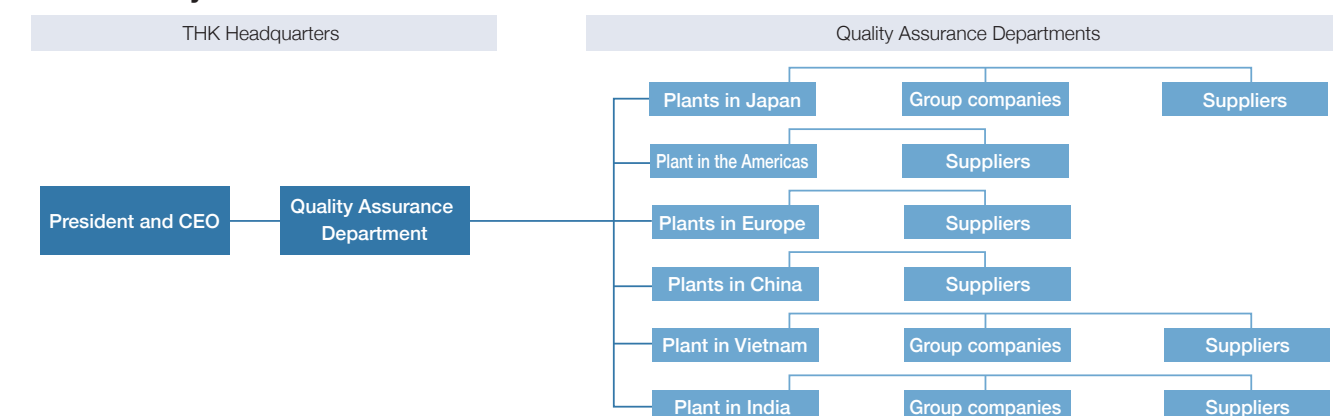 THK Headquarters
Quality Assurance Departments
Plants in Japan
Group companies
Suppliers
Plant in the Americas
Suppliers
President and CEO
Quality Assurance
Department
Plants in Europe
Suppliers
Plants in China
Suppliers
Plant in Vietnam
Group companies
Suppliers
Plant in India
Group companies
Suppliers